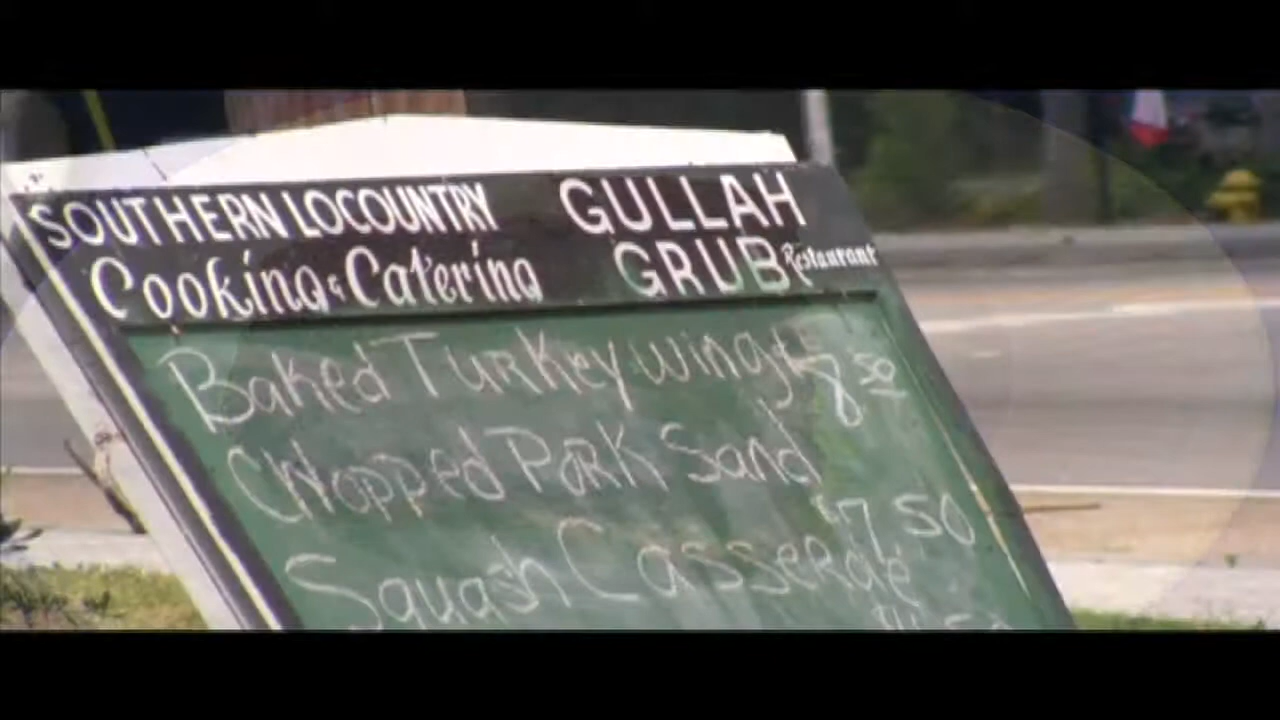 SOUTHERN LOCOUNTRY GULLAH
Cooking & Catering GRUB Restaurant
Baked Turkey wings 8.50
Chopped Pork Sand
$7.50
Squash Casserole